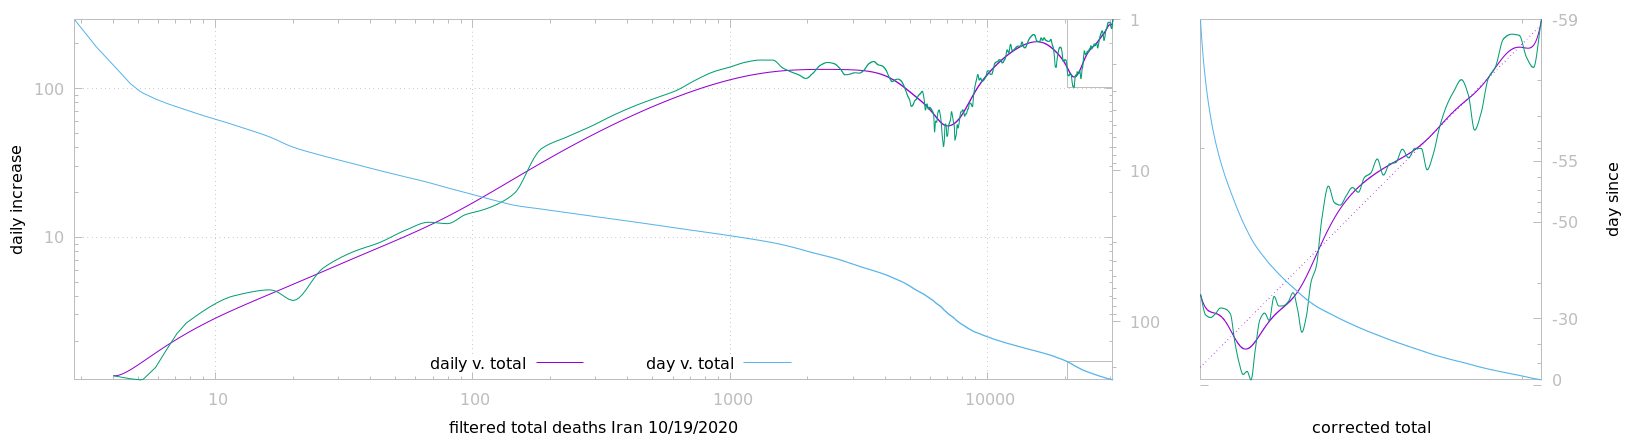 daily increase
100
10
10
100
1000
10000
1
10
100
daily v. total
day v. total
filtered total deaths Iran 10/19/2020
-59
-55
-50
-30
0
day since
corrected total